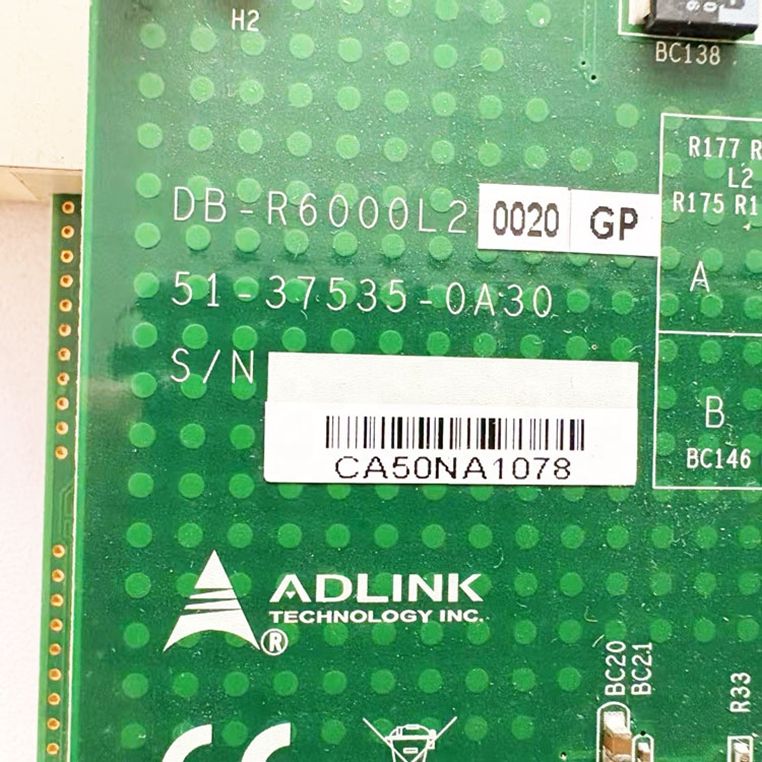 H2
BC138
R177 R
L2
R175 R1
DB-R6000L2 0020 GP
51-37535-0A30
A
S/N
B
CA50NA1078
BC146
ADLINK
TECHNOLOGY INC.
®
BC20
BC21
R33
CE